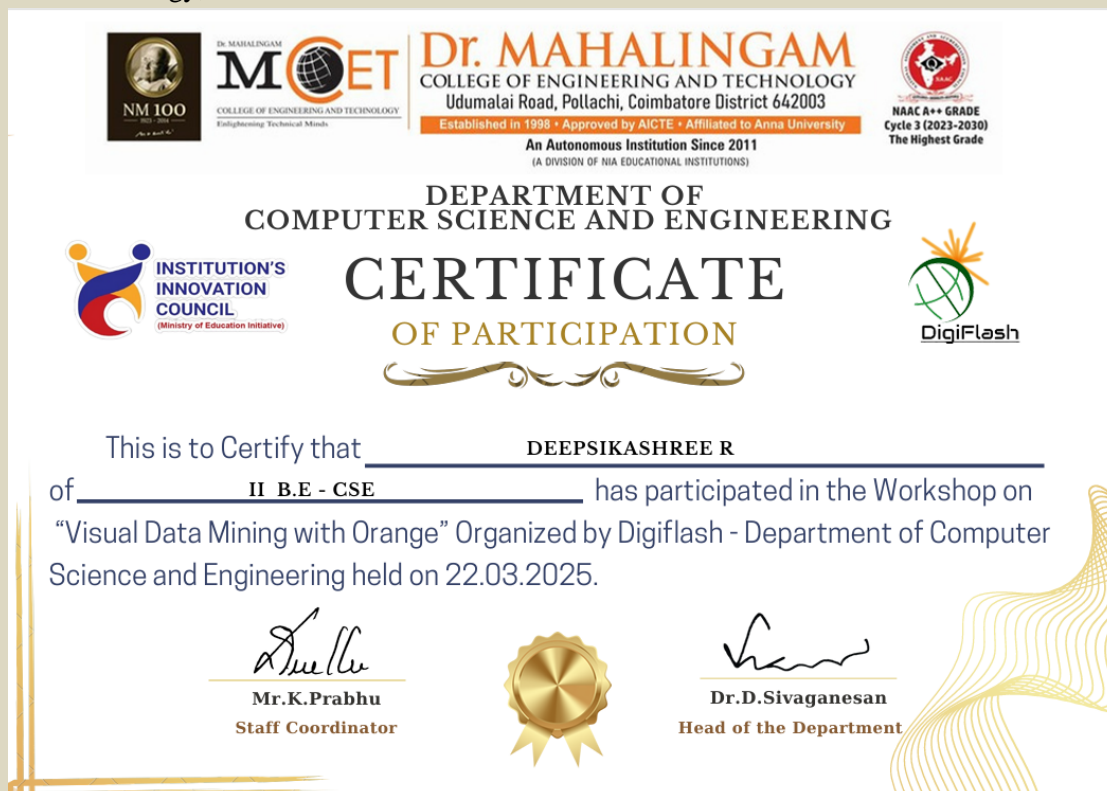 NM 100
1923 - 2014
Dr. MAHALINGAM
MCET
COLLEGE OF ENGINEERING AND TECHNOLOGY
Enlightening Technical Minds
Dr. MAHALINGAM
COLLEGE OF ENGINEERING AND TECHNOLOGY
Udumalai Road, Pollachi, Coimbatore District 642003
Established in 1998 • Approved by AICTE • Affiliated to Anna University
An Autonomous Institution Since 2011
(A DIVISION OF NIA EDUCATIONAL INSTITUTIONS)
NAAC A++ GRADE
Cycle 3 (2023-2030)
The Highest Grade
DEPARTMENT OF
COMPUTER SCIENCE AND ENGINEERING
INSTITUTION'S
INNOVATION
COUNCIL
(Ministry of Education Initiative)
CERTIFICATE
OF PARTICIPATION
DigiFlash
This is to Certify that DEEPSIKASHREE R
of II B.E - CSE has participated in the Workshop on
“Visual Data Mining with Orange” Organized by Digiflash - Department of Computer
Science and Engineering held on 22.03.2025.
Mr.K.Prabhu
Staff Coordinator
Dr.D.Sivaganesan
Head of the Department